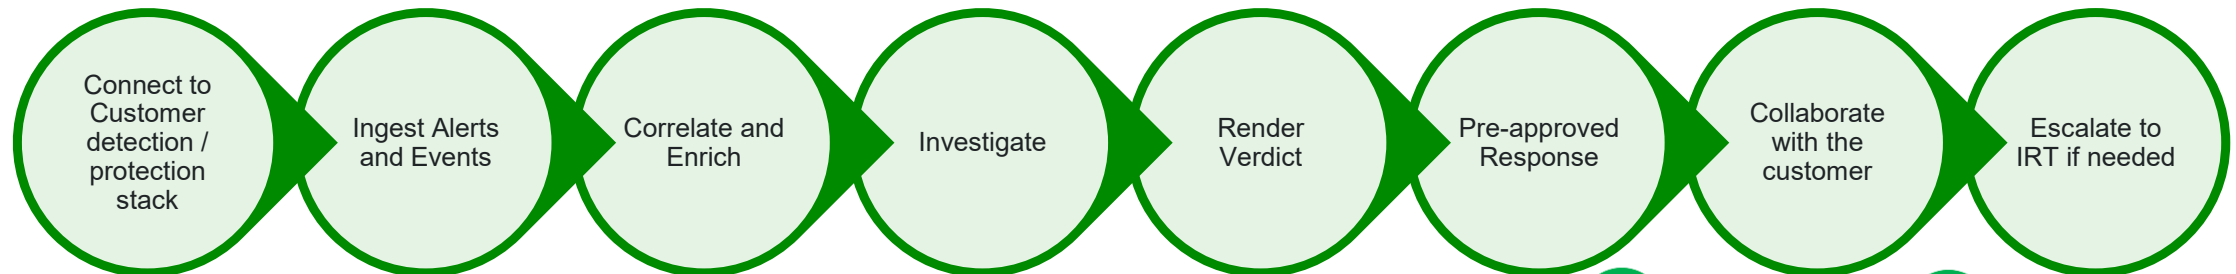 Connect to
Customer
detection /
protection
stack
Ingest Alerts
and Events
Correlate and
Enrich
Investigate
Render
Verdict
Pre-approved
Response
Collaborate
with the
customer
Escalate to
IRT if needed